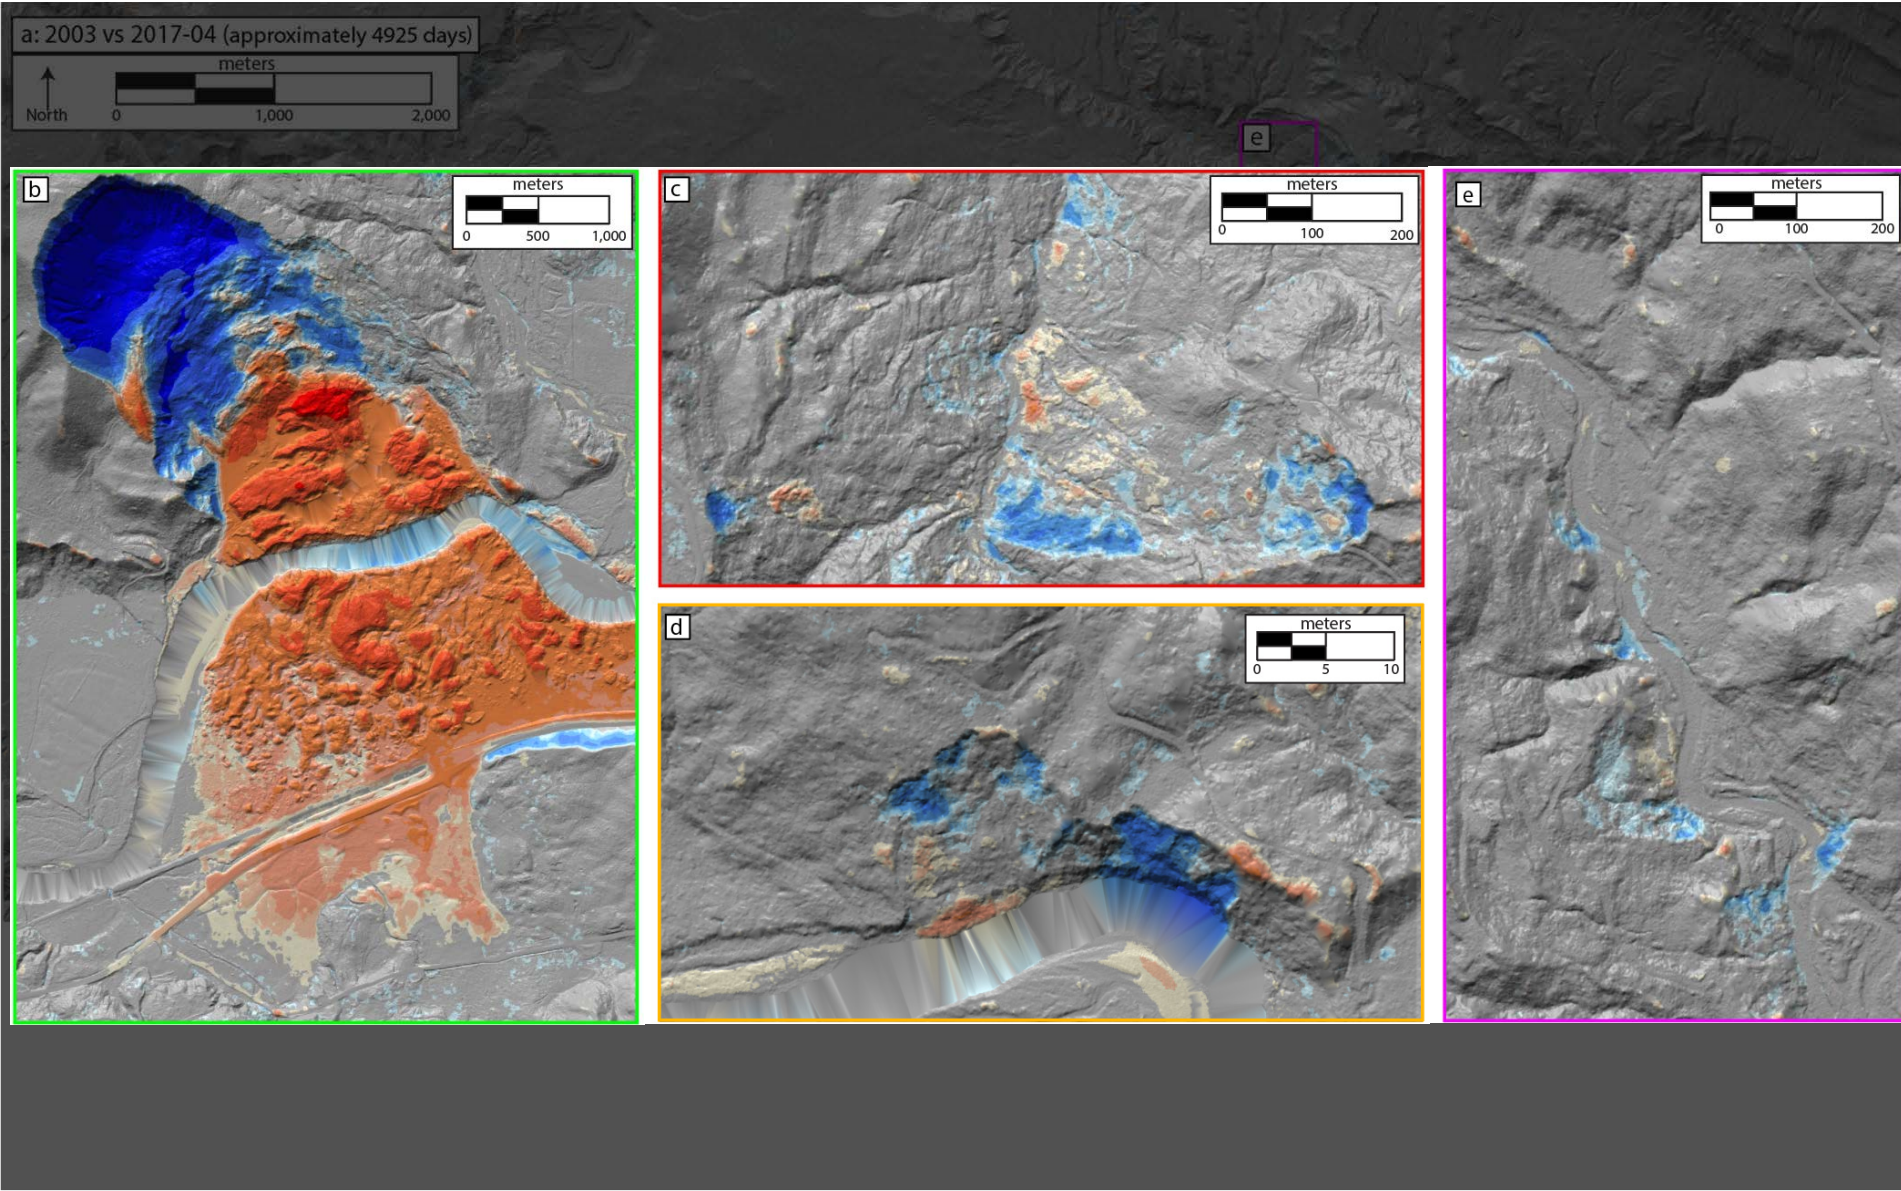 a: 2003 vs 2017-04 (approximately 4925 days)
meters
North
0 1,000 2,000
e
b
meters
0 500 1,000
c
meters
0 100 200
e
meters
0 100 200
d
meters
0 5 10